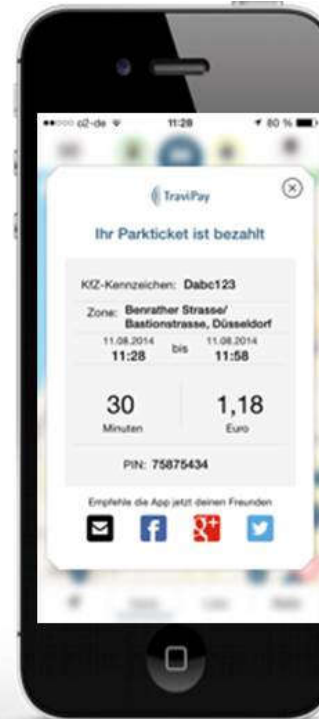 o2-de 11:28 80 %
TraviPay
Ihr Parkticket ist bezahlt
KfZ-Kennzeichen: Dabc123
Zone: Benrather Strasse/
Bastionstrasse, Düsseldorf
11.08.2014 bis 11.08.2014
11:28 11:58
30 1,18
Minuten Euro
PIN: 75875434
Empfehle die App jetzt deinen Freunden